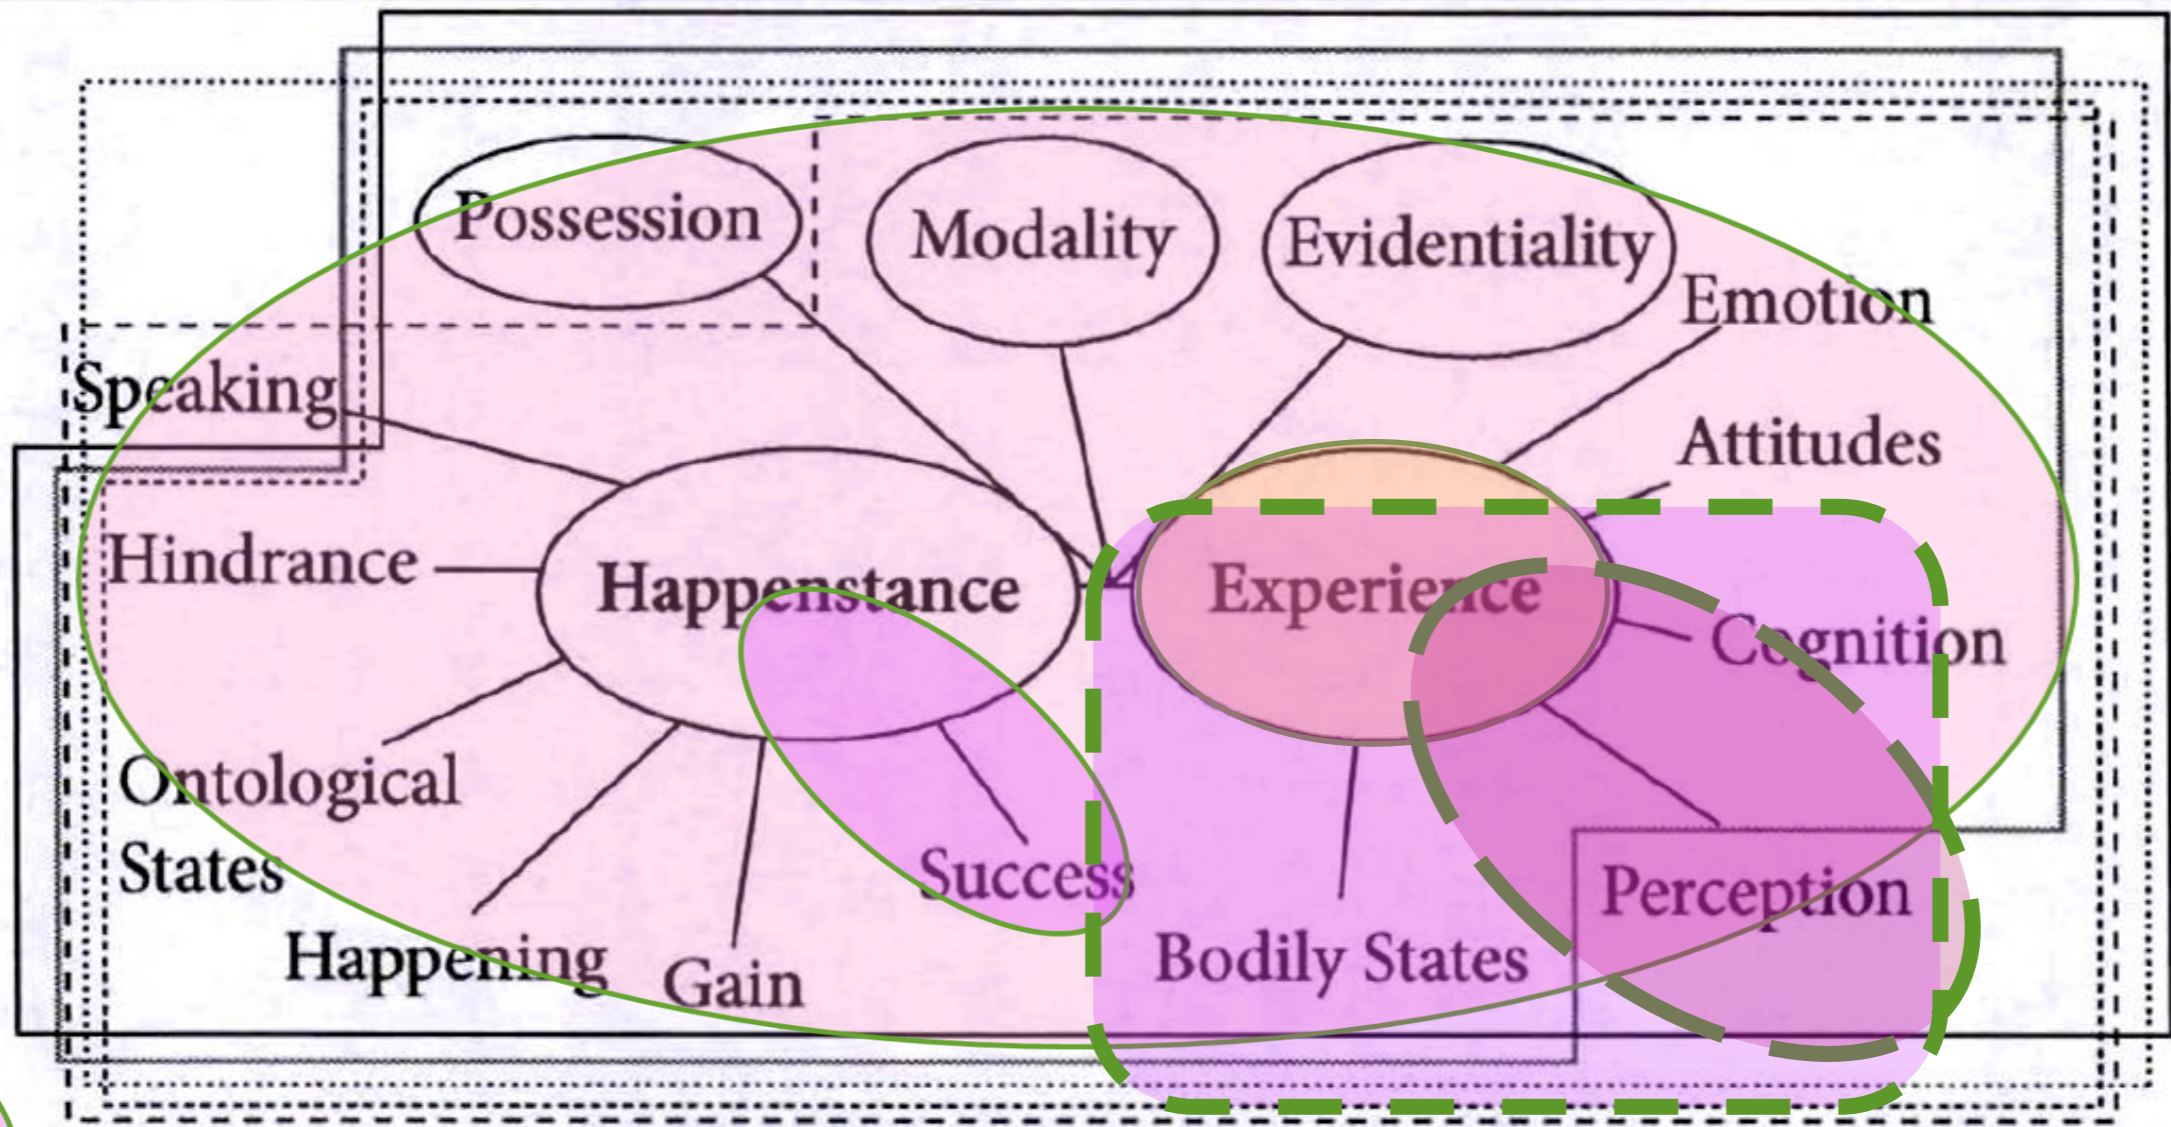 Possession
Modality
Evidentiality
Emotion
Speaking
Attitudes
Hindrance
Happenstance
Experience
Cognition
Ontological
States
Success
Perception
Happening
Gain
Bodily States